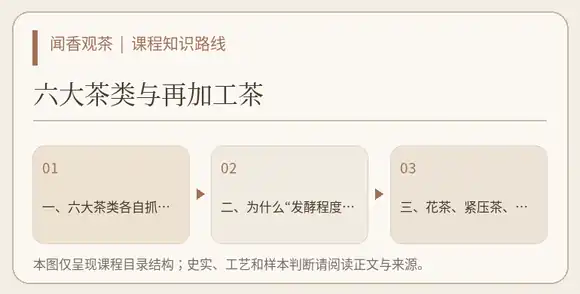 闻香观茶｜课程知识路线
六大茶类与再加工茶
01
一、六大茶类各自抓…
02
二、为什么“发酵程度…
03
三、花茶、紧压茶、…
本图仅呈现课程目录结构；史实、工艺和样本判断请阅读正文与来源。